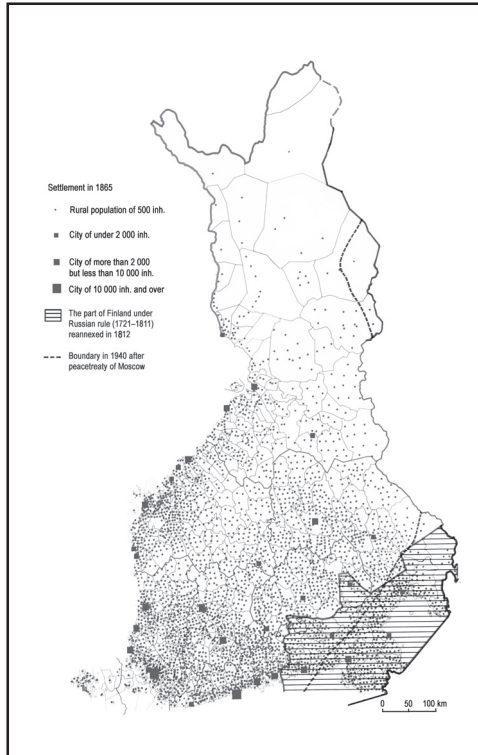 Settlement in 1865
Rural population of 500 inh.
City of under 2 000 inh.
City of more than 2 000
but less than 10 000 inh.
City of 10 000 inh. and over
The part of Finland under
Russian rule (1721–1811)
reannexed in 1812
Boundary in 1940 after
peacetreaty of Moscow
0 50 100 km